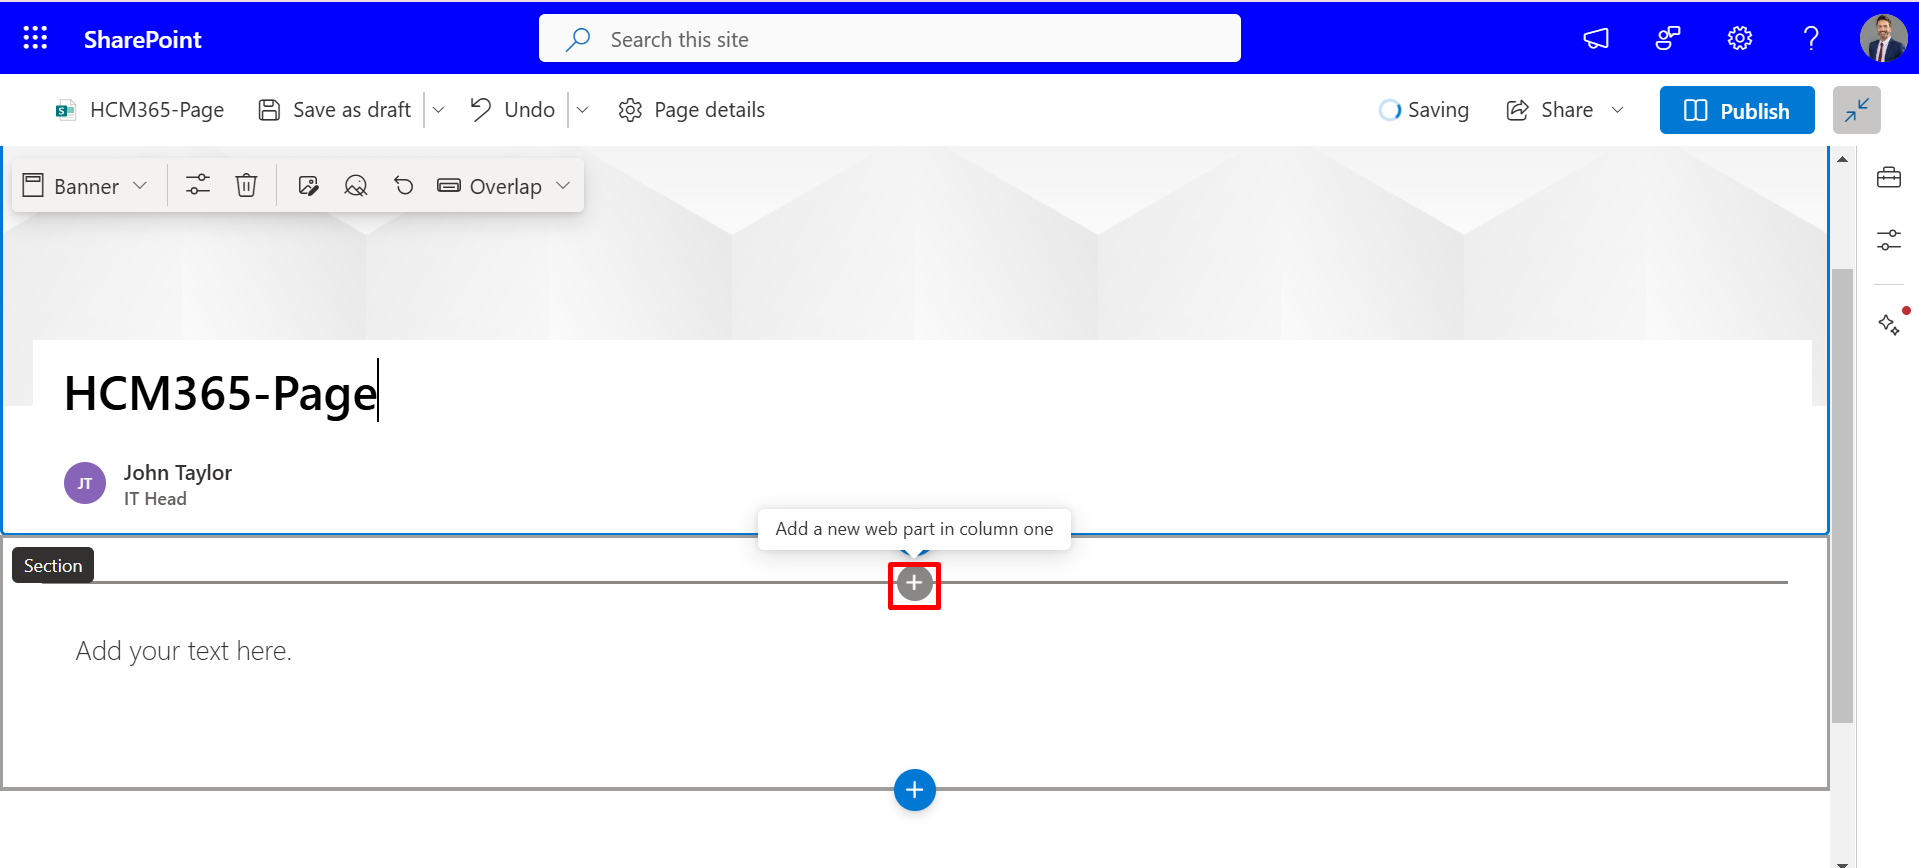 SharePoint
Search this site
HCM365-Page
Save as draft
Undo
Page details
Saving
Share
Publish
Banner
Overlap
HCM365-Page
JT
John Taylor
IT Head
Add a new web part in column one
Section
Add your text here.